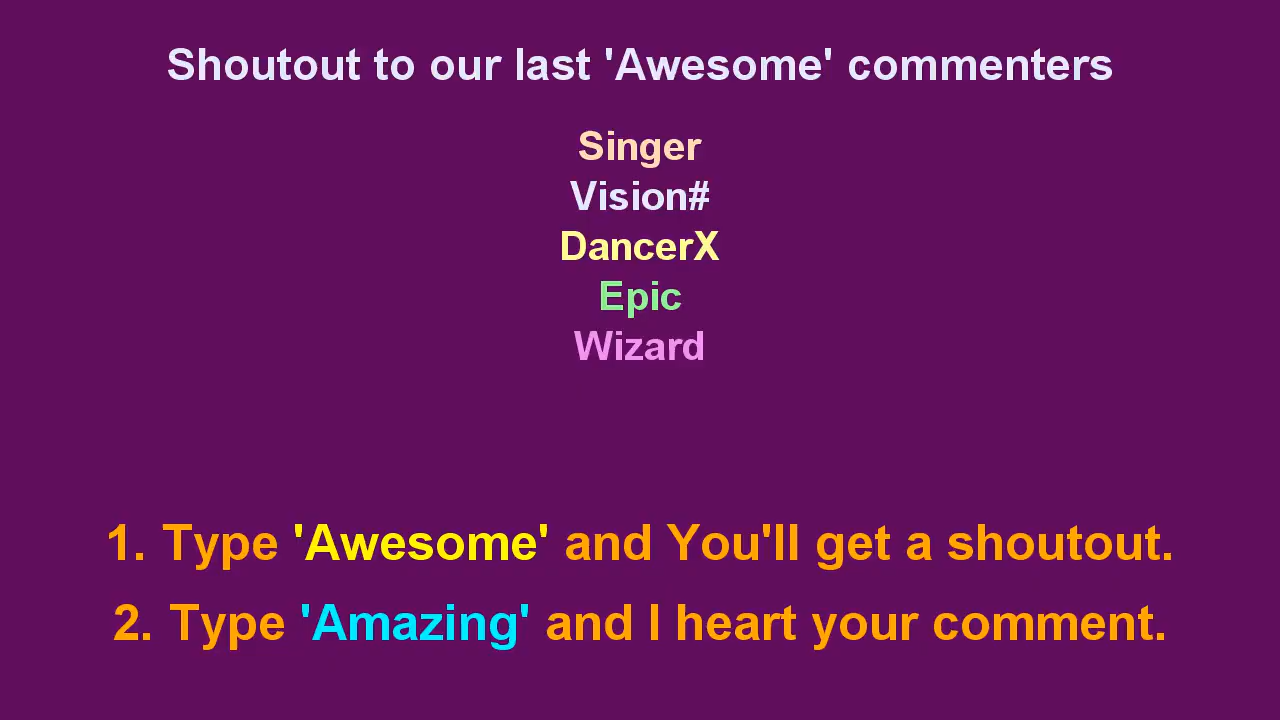 Shoutout to our last 'Awesome' commenters
Singer
Vision#
DancerX
Epic
Wizard
1. Type 'Awesome' and You'll get a shoutout.
2. Type 'Amazing' and I heart your comment.